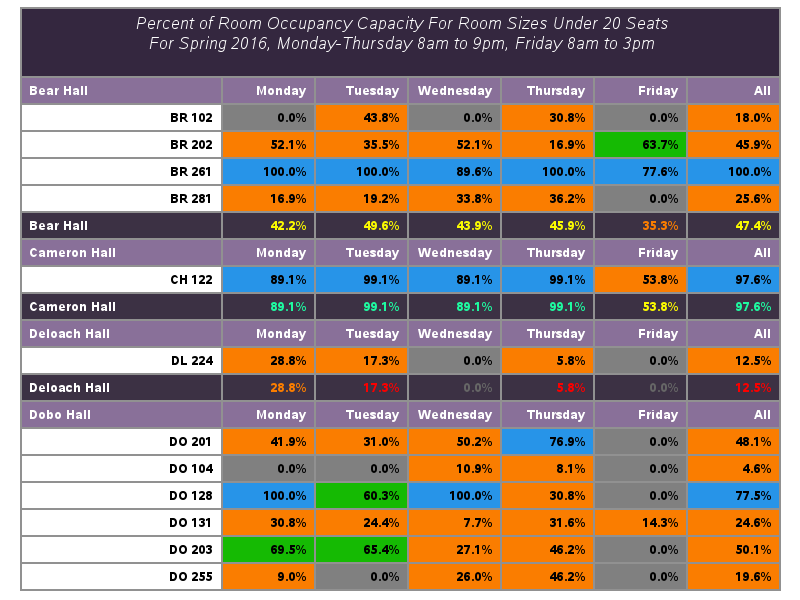 Percent of Room Occupancy Capacity For Room Sizes Under 20 Seats
For Spring 2016, Monday-Thursday 8am to 9pm, Friday 8am to 3pm
Bear Hall Monday Tuesday Wednesday Thursday Friday All
BR 102 0.0% 43.8% 0.0% 30.8% 0.0% 18.0%
BR 202 52.1% 35.5% 52.1% 16.9% 63.7% 45.9%
BR 261 100.0% 100.0% 89.6% 100.0% 77.6% 100.0%
BR 281 16.9% 19.2% 33.8% 36.2% 0.0% 25.6%
Bear Hall 42.2% 49.6% 43.9% 45.9% 35.3% 47.4%
Cameron Hall Monday Tuesday Wednesday Thursday Friday All
CH 122 89.1% 99.1% 89.1% 99.1% 53.8% 97.6%
Cameron Hall 89.1% 99.1% 89.1% 99.1% 53.8% 97.6%
Deloach Hall Monday Tuesday Wednesday Thursday Friday All
DL 224 28.8% 17.3% 0.0% 5.8% 0.0% 12.5%
Deloach Hall 28.8% 17.3% 0.0% 5.8% 0.0% 12.5%
Dobo Hall Monday Tuesday Wednesday Thursday Friday All
DO 201 41.9% 31.0% 50.2% 76.9% 0.0% 48.1%
DO 104 0.0% 0.0% 10.9% 8.1% 0.0% 4.6%
DO 128 100.0% 60.3% 100.0% 30.8% 0.0% 77.5%
DO 131 30.8% 24.4% 7.7% 31.6% 14.3% 24.6%
DO 203 69.5% 65.4% 27.1% 46.2% 0.0% 50.1%
DO 255 9.0% 0.0% 26.0% 46.2% 0.0% 19.6%